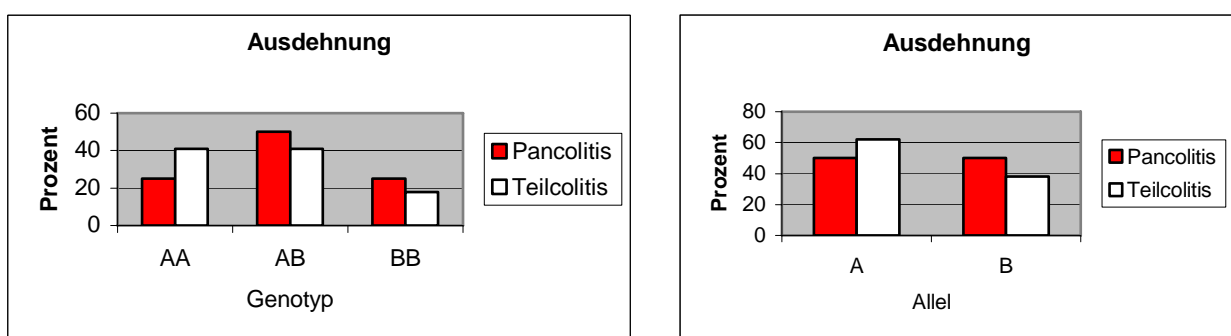 Ausdehnung
60
40
20
0
Prozent
AA AB BB
Genotyp
Pancolitis
Teilcolitis
Ausdehnung
80
60
40
20
0
Prozent
A B
Allel
Pancolitis
Teilcolitis